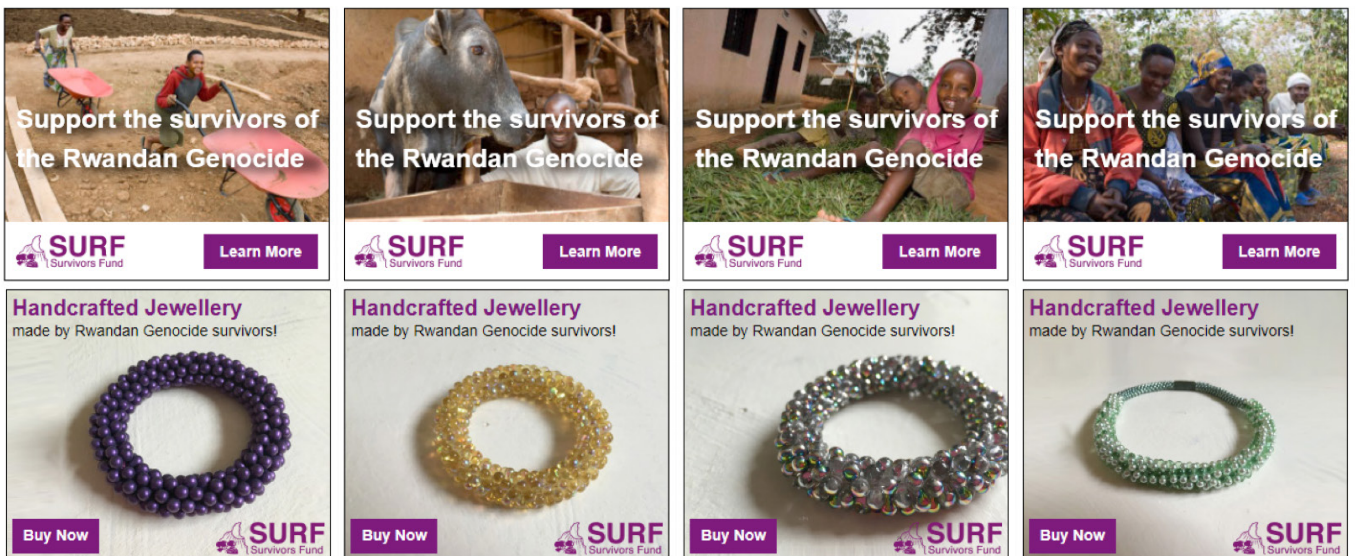 Support the survivors of
the Rwandan Genocide
SURF
Survivors Fund
Learn More
Support the survivors of
the Rwandan Genocide
SURF
Survivors Fund
Learn More
Support the survivors of
the Rwandan Genocide
SURF
Survivors Fund
Learn More
Support the survivors of
the Rwandan Genocide
SURF
Survivors Fund
Learn More
Handcrafted Jewellery
made by Rwandan Genocide survivors!
Buy Now
SURF
Survivors Fund
Handcrafted Jewellery
made by Rwandan Genocide survivors!
Buy Now
SURF
Survivors Fund
Handcrafted Jewellery
made by Rwandan Genocide survivors!
Buy Now
SURF
Survivors Fund
Handcrafted Jewellery
made by Rwandan Genocide survivors!
Buy Now
SURF
Survivors Fund